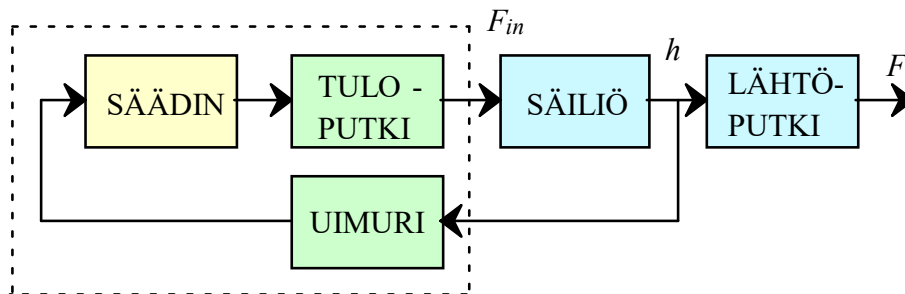 F_in
h
F
SÄÄDIN
TULO -
PUTKI
SÄILIÖ
LÄHTÖ-
PUTKI
UIMURI